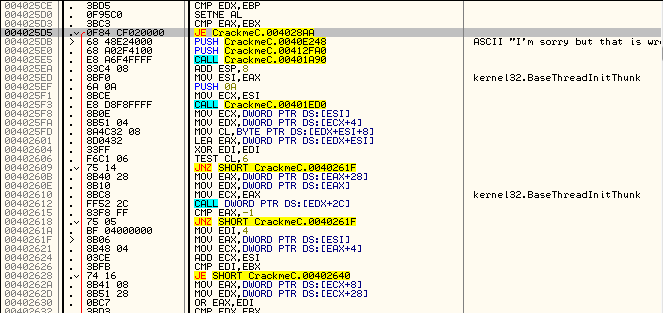 004025CE . 3BD5 CMP EDX,EBP
004025D0 . 0F95C0 SETNE AL
004025D3 . 3BC3 CMP EAX,EBX
004025D5 .v 0F84 CF020000 JE CrackmeC.004028AA
004025DB > 68 48E24000 PUSH CrackmeC.0040E248 ASCII "I'm sorry but that is wro
004025E0 . 68 A02F4100 PUSH CrackmeC.00412FA0
004025E5 . E8 A6F4FFFF CALL CrackmeC.00401A90
004025EA . 83C4 08 ADD ESP,8
004025ED . 8BF0 MOV ESI,EAX kernel32.BaseThreadInitThunk
004025EF . 6A 0A PUSH 0A
004025F1 . 8BCE MOV ECX,ESI
004025F3 . E8 D8F8FFFF CALL CrackmeC.00401ED0
004025F8 . 8B0E MOV ECX,DWORD PTR DS:[ESI]
004025FA . 8B51 04 MOV EDX,DWORD PTR DS:[ECX+4]
004025FD . 8A4C32 08 MOV CL,BYTE PTR DS:[EDX+ESI+8]
00402601 . 8D0432 LEA EAX,DWORD PTR DS:[EDX+ESI]
00402604 . 33FF XOR EDI,EDI
00402606 . F6C1 06 TEST CL,6
00402609 .v 75 14 JNZ SHORT CrackmeC.0040261F
0040260B . 8B40 28 MOV EAX,DWORD PTR DS:[EAX+28]
0040260E . 8B10 MOV EDX,DWORD PTR DS:[EAX]
00402610 . 8BC8 MOV ECX,EAX kernel32.BaseThreadInitThunk
00402612 . FF52 2C CALL DWORD PTR DS:[EDX+2C]
00402615 . 83F8 FF CMP EAX,-1
00402618 .v 75 05 JNZ SHORT CrackmeC.0040261F
0040261A . BF 04000000 MOV EDI,4
0040261F > 8B06 MOV EAX,DWORD PTR DS:[ESI]
00402621 . 8B48 04 MOV ECX,DWORD PTR DS:[EAX+4]
00402624 . 03CE ADD ECX,ESI
00402626 . 3BFB CMP EDI,EBX
00402628 .v 74 16 JE SHORT CrackmeC.00402640
0040262A . 8B41 08 MOV EAX,DWORD PTR DS:[ECX+8]
0040262D . 8B51 28 MOV EDX,DWORD PTR DS:[ECX+28]
00402630 . 0BC7 OR EAX,EDI
00402632 . 3BD3 CMP EDX,EBX